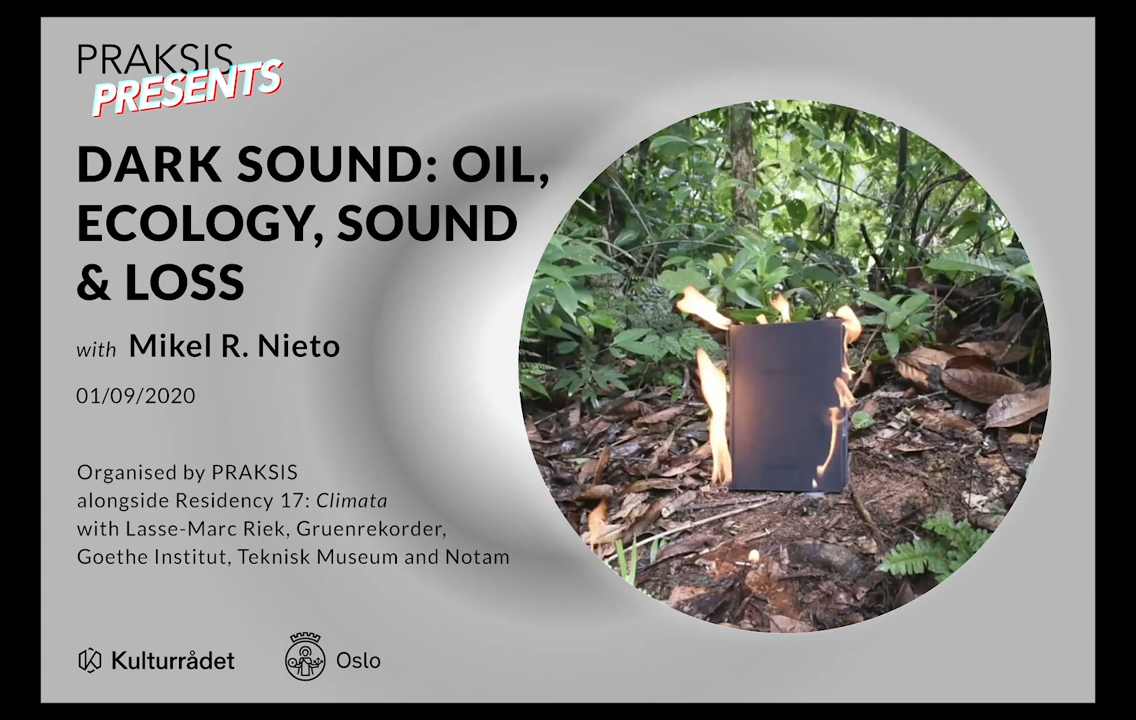 PRAKSIS
PRESENTS
DARK SOUND: OIL,
ECOLOGY, SOUND
& LOSS
with Mikel R. Nieto
01/09/2020
Organised by PRAKSIS
alongside Residency 17: Climata
with Lasse-Marc Riek, Gruenrekorder,
Goethe Institut, Teknisk Museum and Notam
Kulturrådet
Oslo